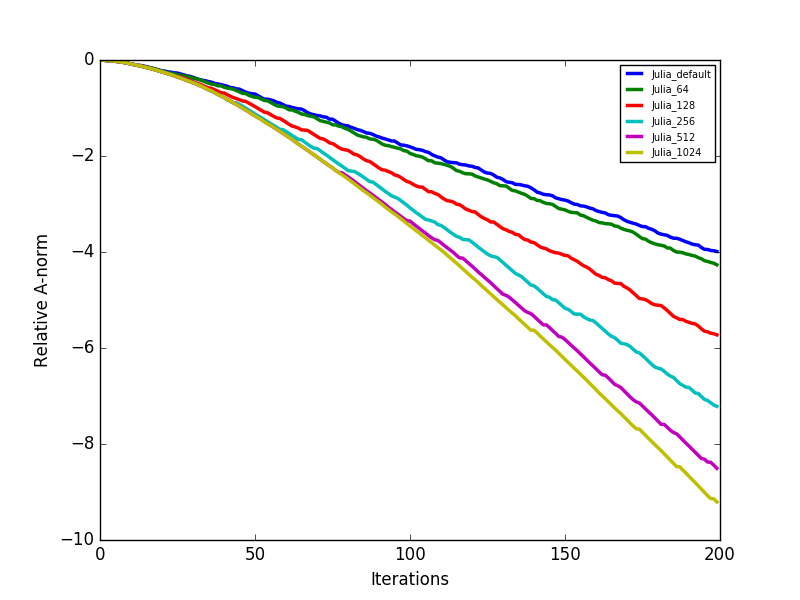 0
−2
−4
−6
−8
−10
Relative A-norm
Julia_default
Julia_64
Julia_128
Julia_256
Julia_512
Julia_1024
0 50 100 150 200
Iterations